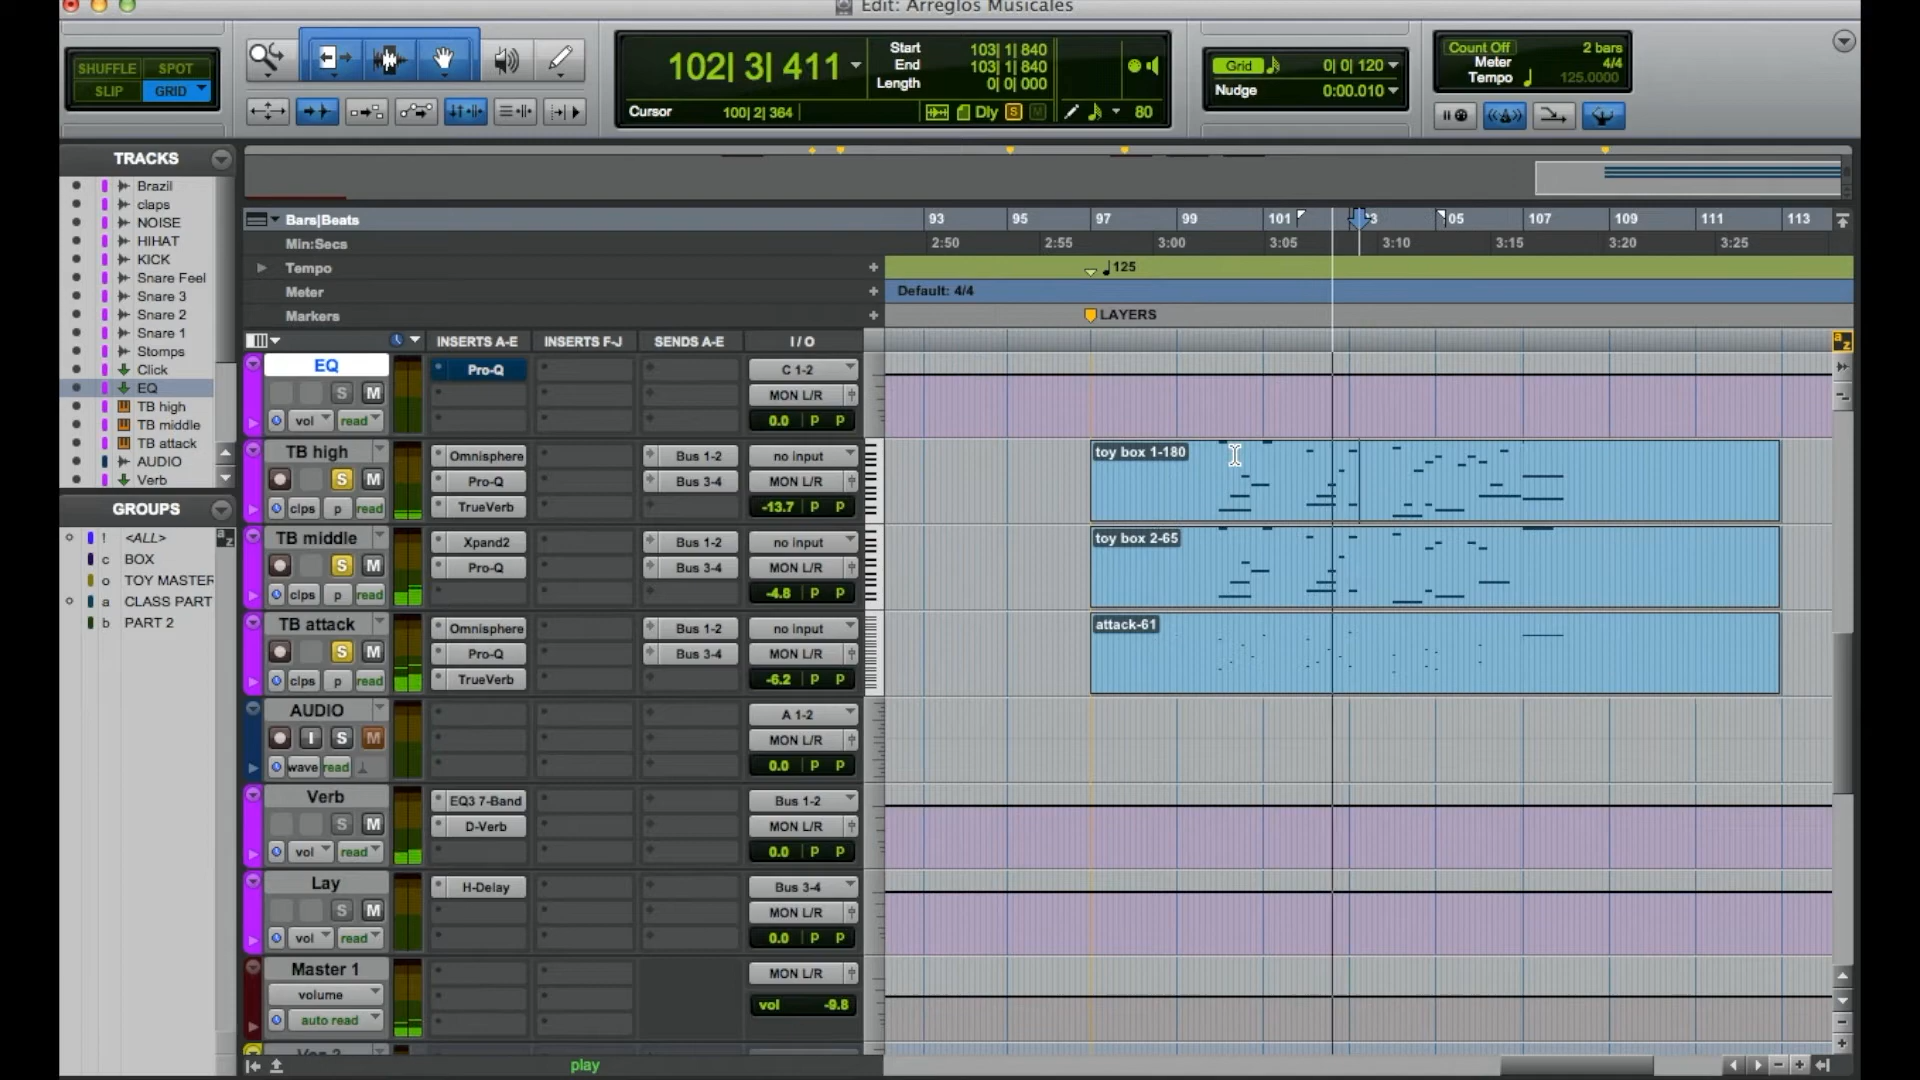 Edit: Arreglos Musicales
SHUFFLE SPOT
SLIP GRID
102| 3| 411
Start 103| 1| 840
End 103| 1| 840
Length 0| 0| 000
Cursor 100| 2| 364
Dly S M 80
Grid 0| 0| 120
Nudge 0:00.010
Count Off 2 bars
Meter 4/4
Tempo 125.0000
TRACKS
Brazil
claps
NOISE
HIHAT
KICK
Snare Feel
Snare 3
Snare 2
Snare 1
Stomps
Click
EQ
TB high
TB middle
TB attack
AUDIO
Verb
GROUPS
! <ALL>
c BOX
o TOY MASTER
a CLASS PART
b PART 2
a z
Bars|Beats 93 95 97 99 101 3 05 107 109 111 113
Min:Secs 2:50 2:55 3:00 3:05 3:10 3:15 3:20 3:25
Tempo 125
Meter Default: 4/4
Markers LAYERS
INSERTS A-E INSERTS F-J SENDS A-E I / O
a z
EQ Pro-Q C 1-2
S M MON L/R
vol read 0.0 P P
TB high Omnisphere Bus 1-2 no input toy box 1-180
S M Pro-Q Bus 3-4 MON L/R
clps p read TrueVerb -13.7 P P
TB middle Xpand2 Bus 1-2 no input toy box 2-65
S M Pro-Q Bus 3-4 MON L/R
clps p read -4.8 P P
TB attack Omnisphere Bus 1-2 no input attack-61
S M Pro-Q Bus 3-4 MON L/R
clps p read TrueVerb -6.2 P P
AUDIO A 1-2
I S M MON L/R
wave read 0.0 P P
Verb EQ3 7-Band Bus 1-2
S M D-Verb MON L/R
vol read 0.0 P P
Lay H-Delay Bus 3-4
S M MON L/R
vol read 0.0 P P
Master 1 MON L/R
volume vol -9.8
auto read
play